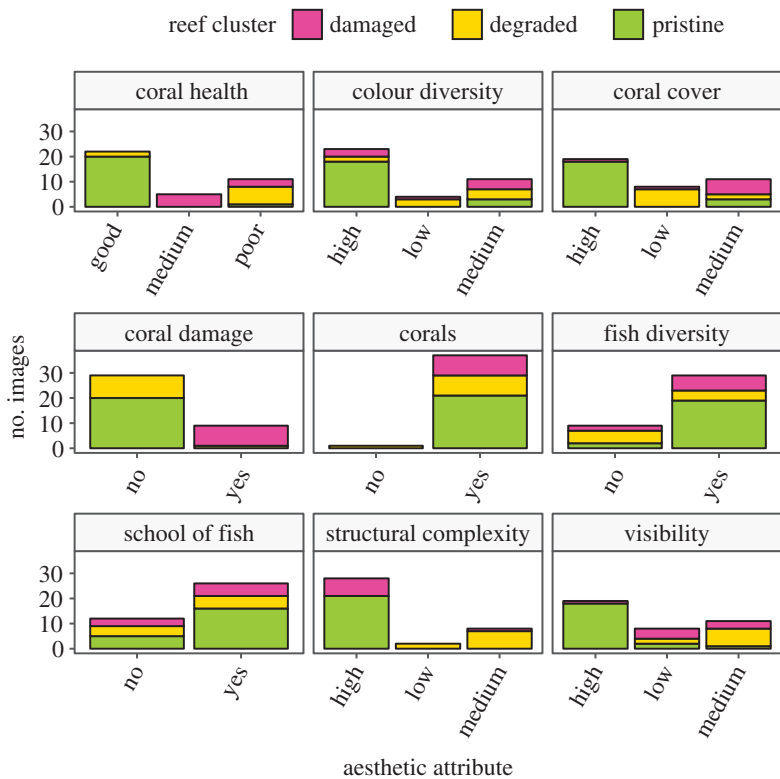 reef cluster damaged degraded pristine
coral health colour diversity coral cover
30
20
10
0
good medium poor high low medium high low medium
coral damage corals fish diversity
no. images
30
20
10
0
no yes no yes no yes
school of fish structural complexity visibility
30
20
10
0
no yes high low medium high low medium
aesthetic attribute